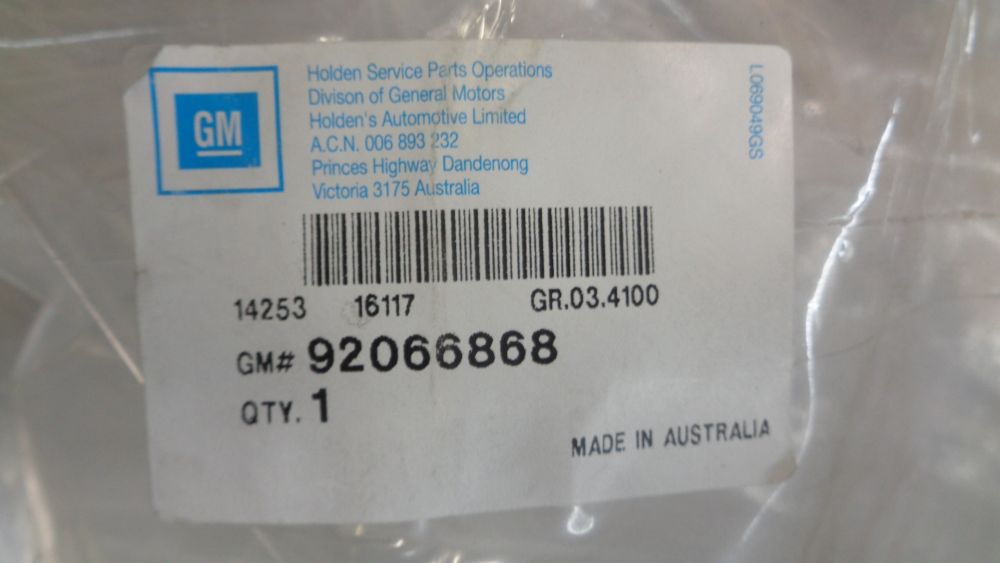 GM
Holden Service Parts Operations
Divison of General Motors
Holden's Automotive Limited
A.C.N. 006 893 232
Princes Highway Dandenong
Victoria 3175 Australia
L069049GS
14253 16117 GR.03.4100
GM# 92066868
QTY. 1
MADE IN AUSTRALIA